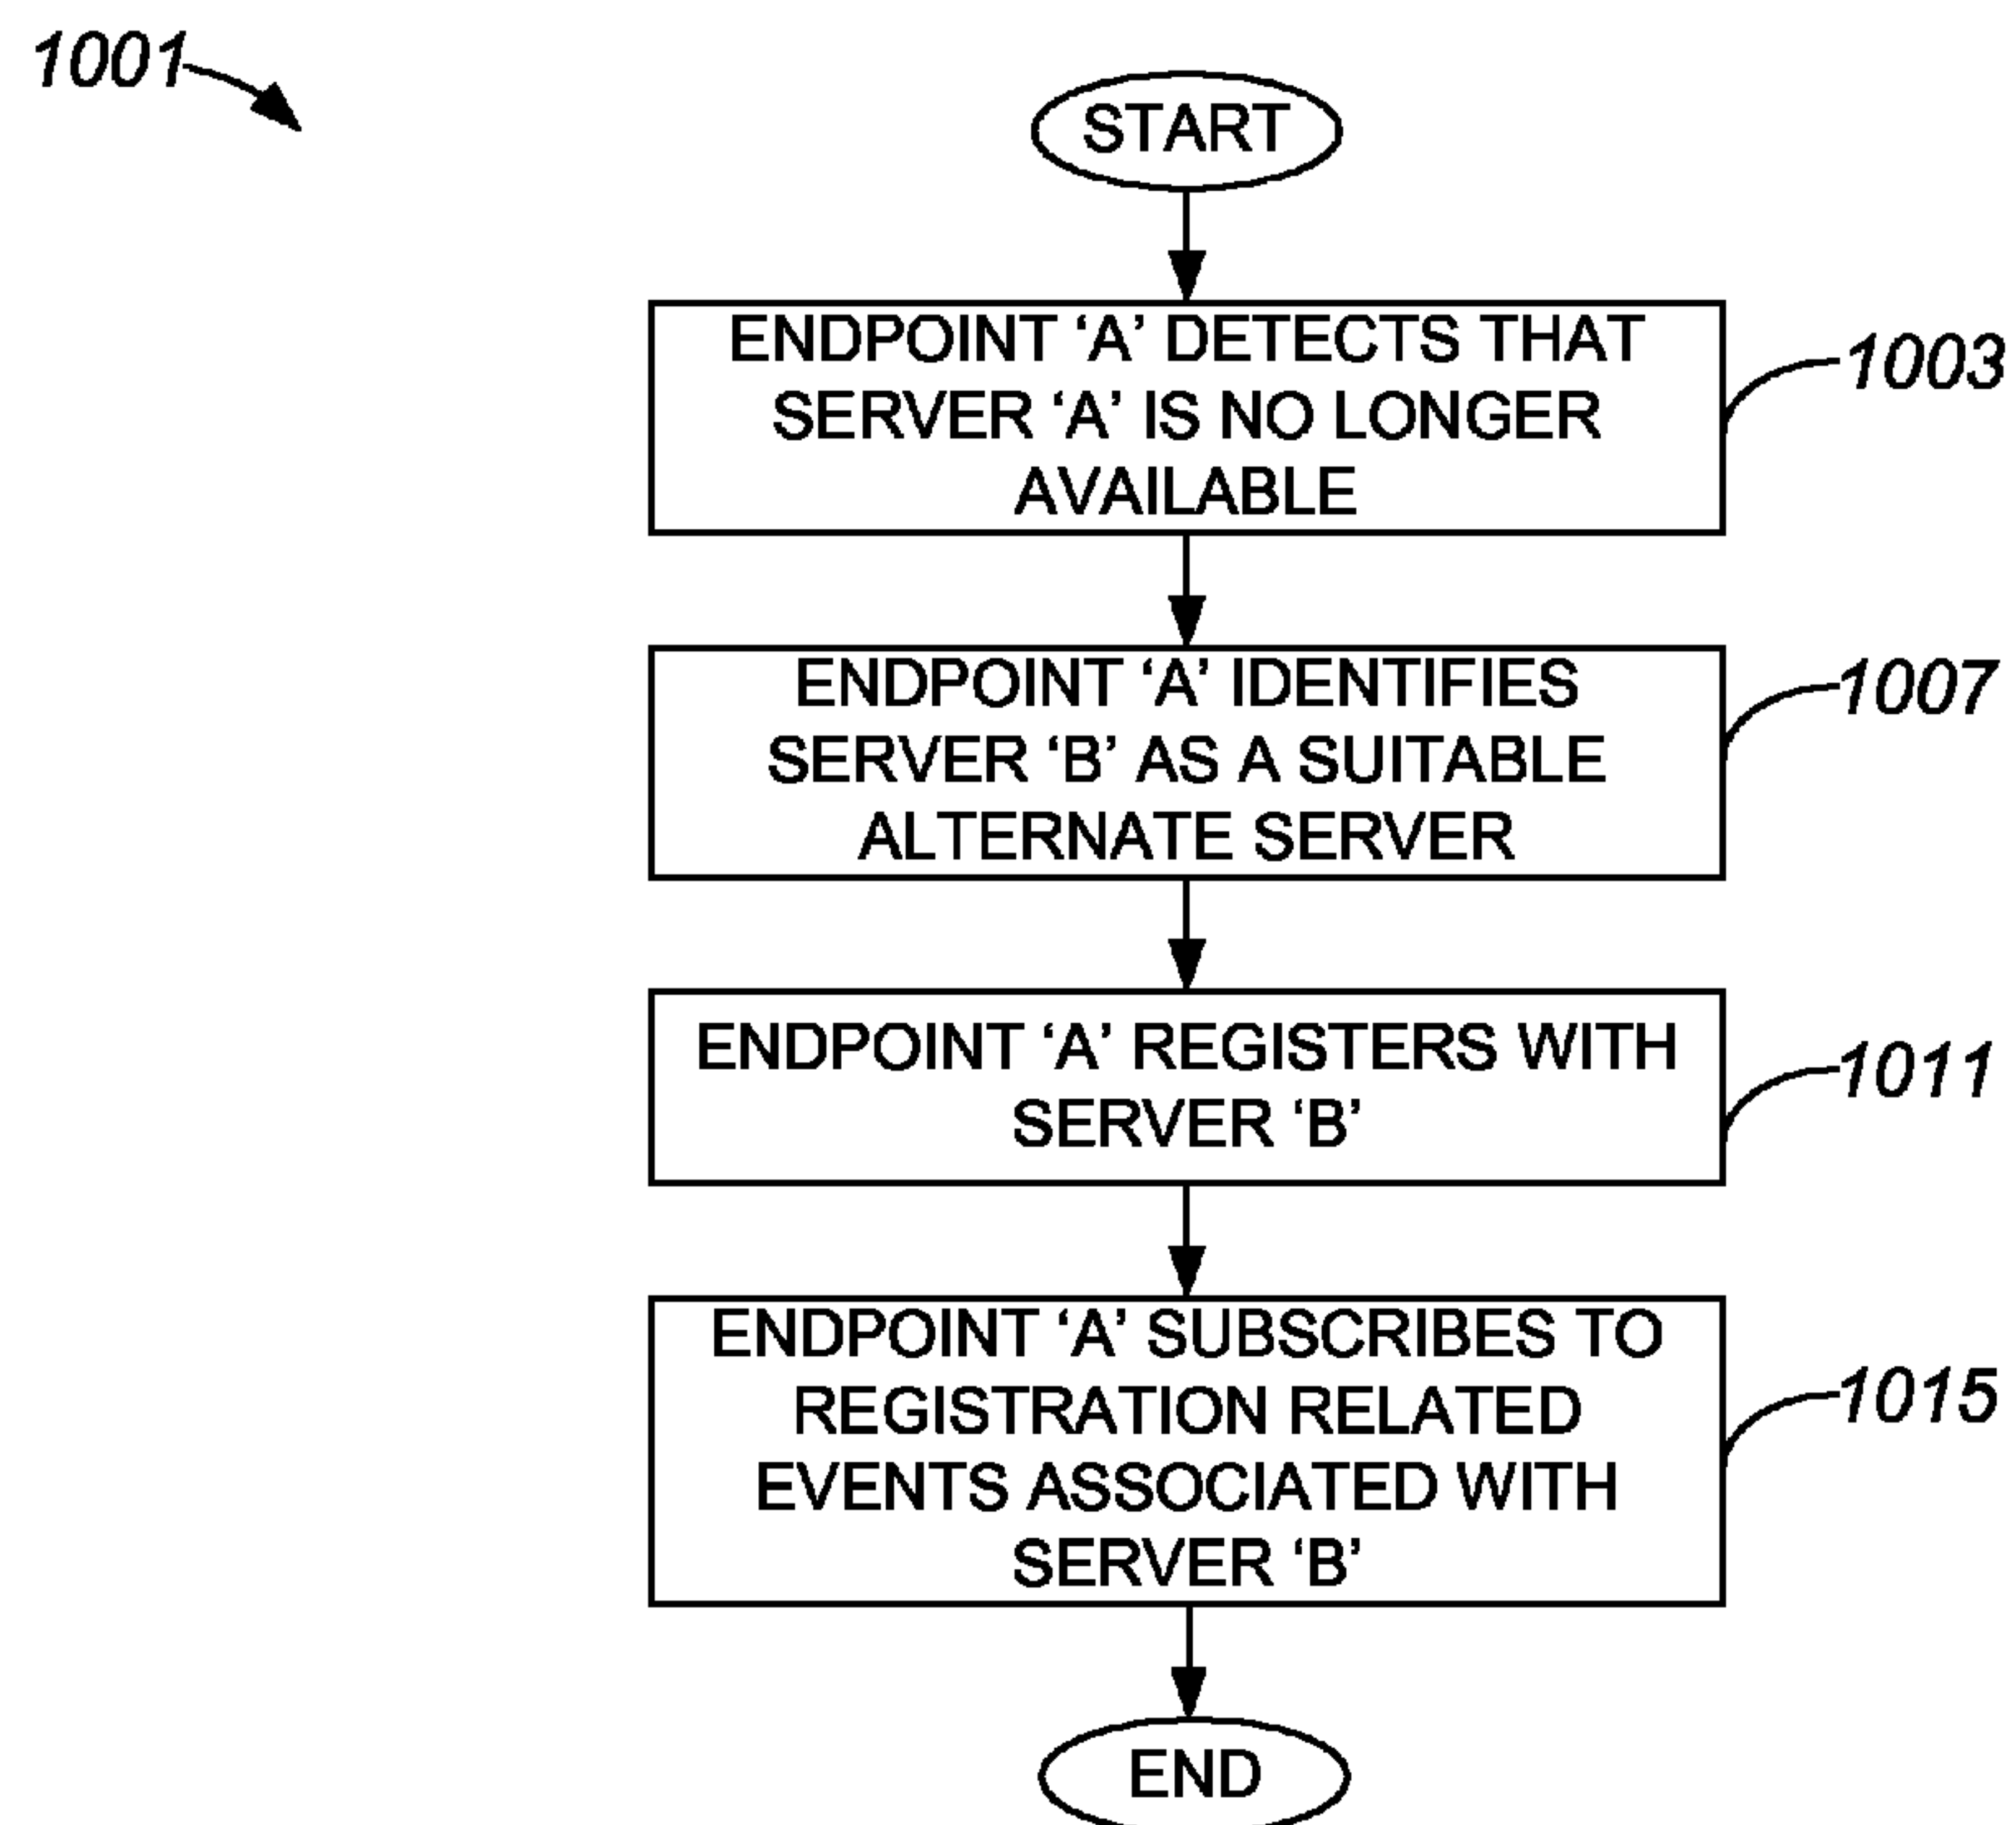 1001
START
ENDPOINT ‘A’ DETECTS THAT
SERVER ‘A’ IS NO LONGER
AVAILABLE
1003
ENDPOINT ‘A’ IDENTIFIES
SERVER ‘B’ AS A SUITABLE
ALTERNATE SERVER
1007
ENDPOINT ‘A’ REGISTERS WITH
SERVER ‘B’
1011
ENDPOINT ‘A’ SUBSCRIBES TO
REGISTRATION RELATED
EVENTS ASSOCIATED WITH
SERVER ‘B’
1015
END